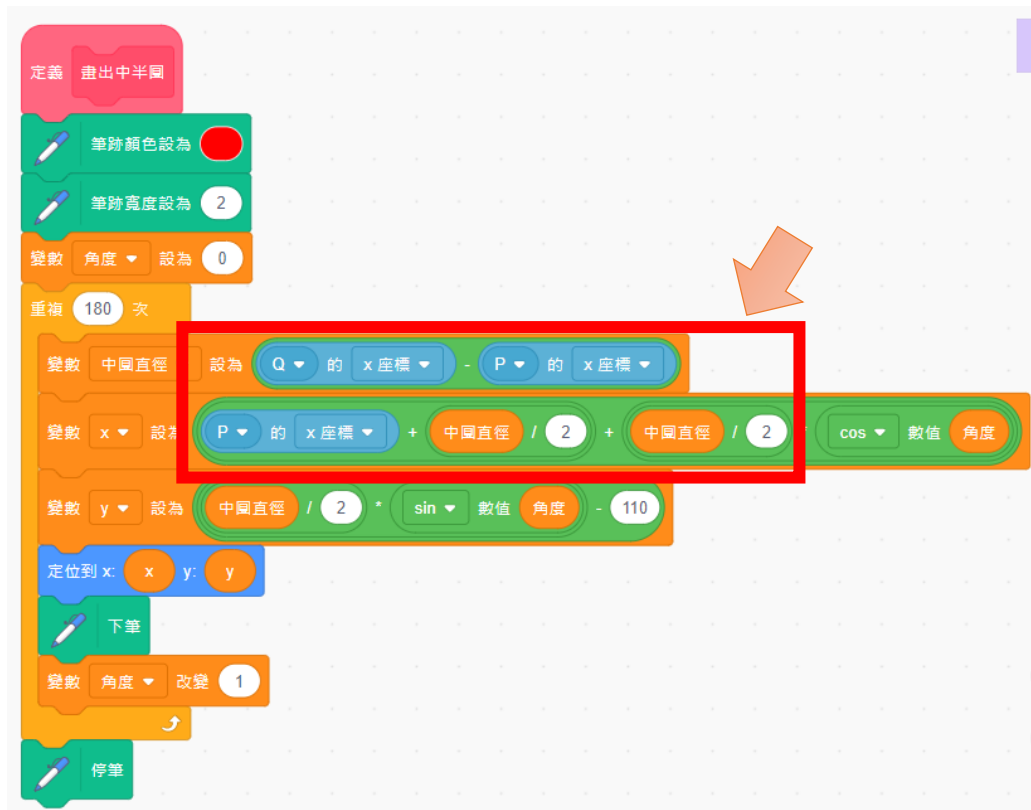 定義 畫出中半圓
筆跡顏色設為
筆跡寬度設為 2
變數 角度 設為 0
重複 180 次
變數 中圓直徑 設為 Q 的 x 座標 - P 的 x 座標
變數 x 設為 P 的 x 座標 + 中圓直徑 / 2 + 中圓直徑 / 2 * cos 數值 角度
變數 y 設為 中圓直徑 / 2 * sin 數值 角度 - 110
定位到 x: x y: y
下筆
變數 角度 改變 1
停筆